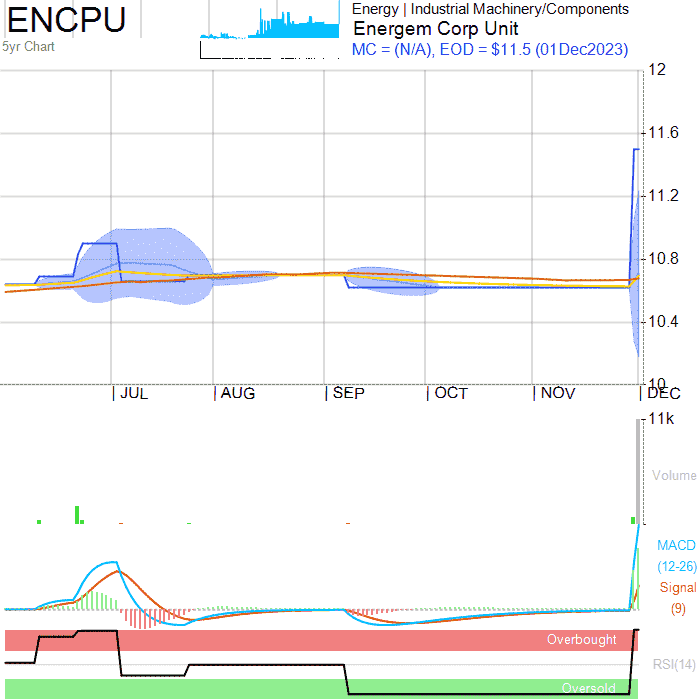 ENCPU
5yr Chart
Energy | Industrial Machinery/Components
Energem Corp Unit
MC = (N/A), EOD = $11.5 (01Dec2023)
12
11.6
11.2
10.8
10.4
10
JUL
AUG
SEP
OCT
NOV
DEC
11k
Volume
MACD
(12-26)
Signal
(9)
Overbought
RSI(14)
Oversold